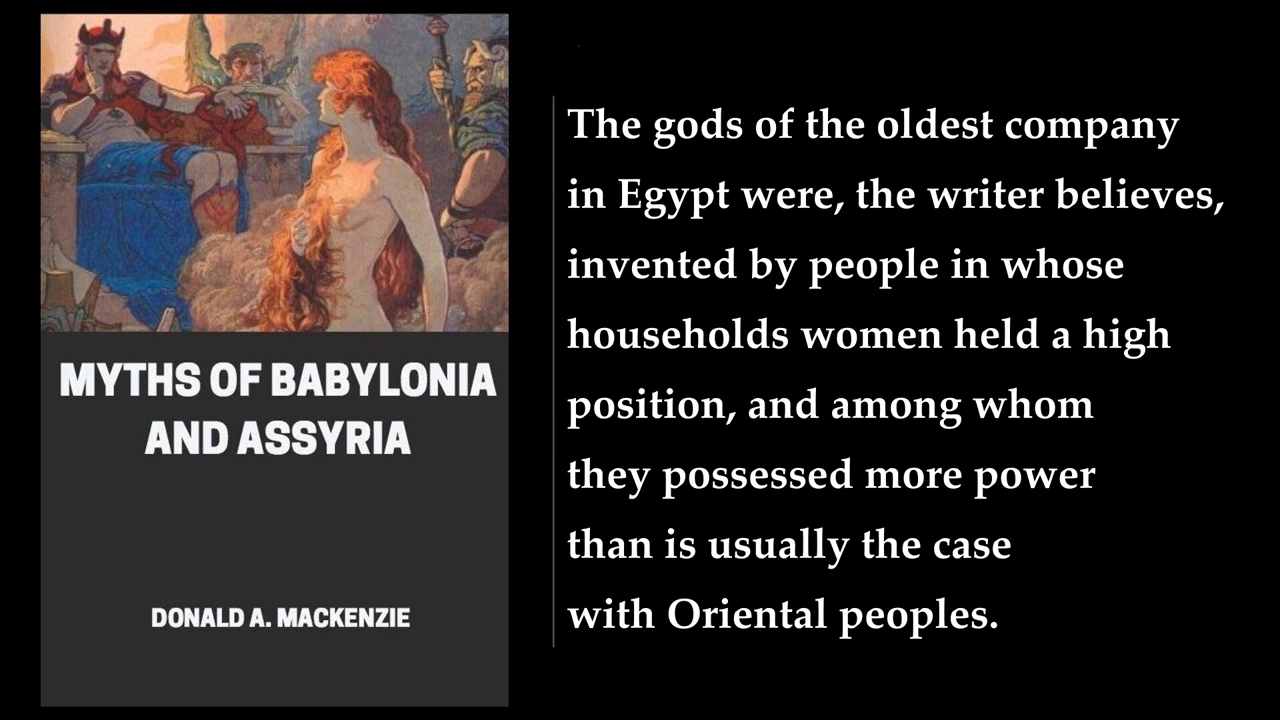 MYTHS OF BABYLONIA
AND ASSYRIA
DONALD A. MACKENZIE
The gods of the oldest company
in Egypt were, the writer believes,
invented by people in whose
households women held a high
position, and among whom
they possessed more power
than is usually the case
with Oriental peoples.